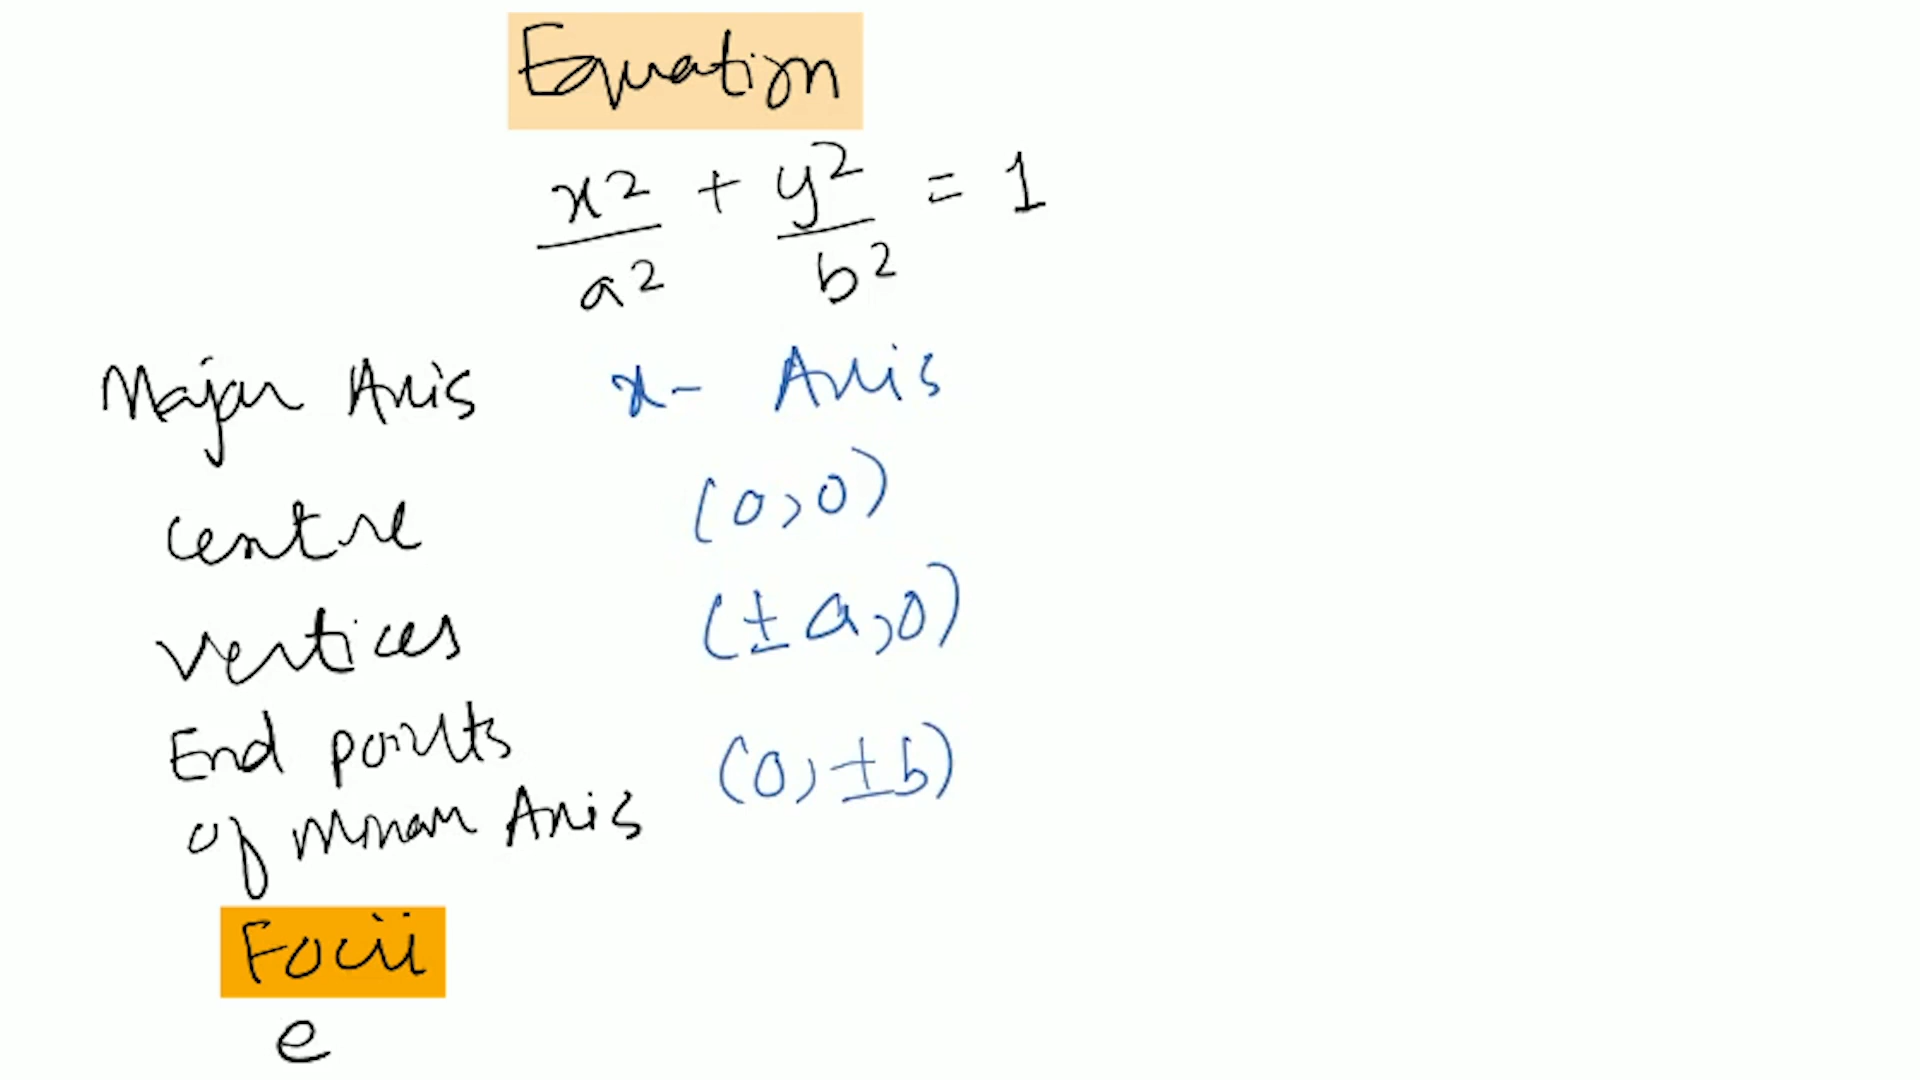 Equation
x²/a² + y²/b² = 1
Major Axis x- Axis
Centre (0,0)
Vertices (± a,0)
End points
of Minor Axis (0, ±b)
Focii
e